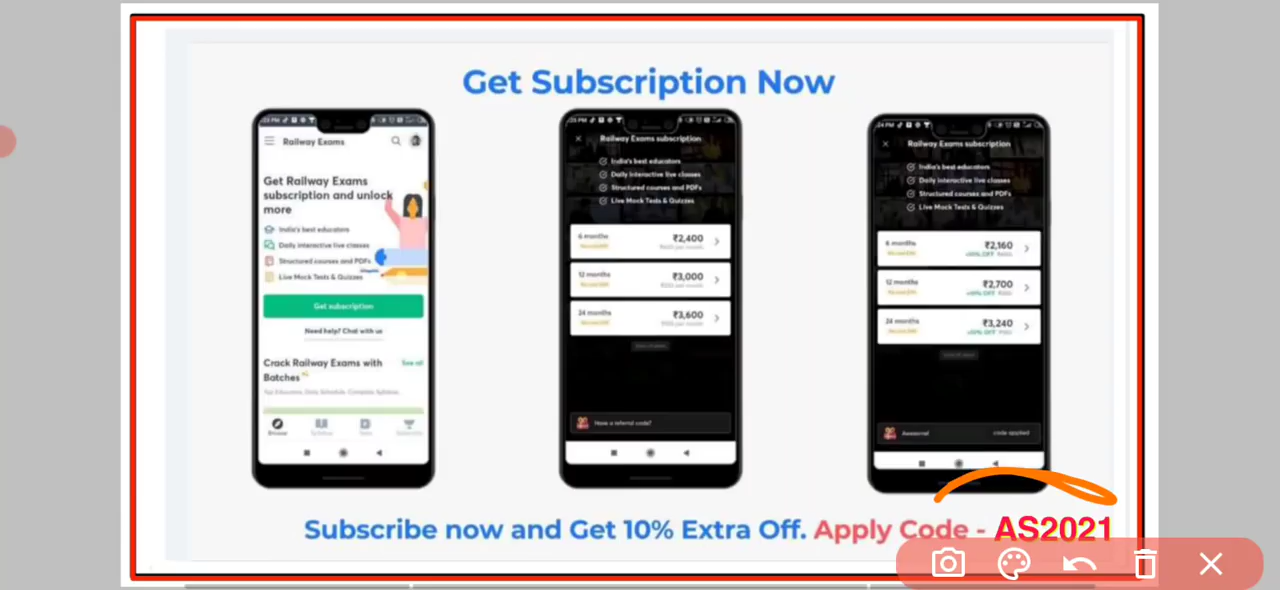 Get Subscription Now
Railway Exams
Get Railway Exams
subscription and unlock
more
India's best educators
Daily interactive live classes
Structured courses and PDFs
Live Mock Tests & Quizzes
Get subscription
Need help? Chat with us
Crack Railway Exams with
Batches
See all
Browse
Railway Exams subscription
India's best educators
Daily interactive live classes
Structured courses and PDFs
Live Mock Tests & Quizzes
6 months
₹2,400
12 months
₹3,000
24 months
₹3,600
Have a referral code?
Railway Exams subscription
India's best educators
Daily interactive live classes
Structured courses and PDFs
Live Mock Tests & Quizzes
6 months
₹2,160
12 months
₹2,700
24 months
₹3,240
Awesome! code applied
Subscribe now and Get 10% Extra Off. Apply Code - AS2021